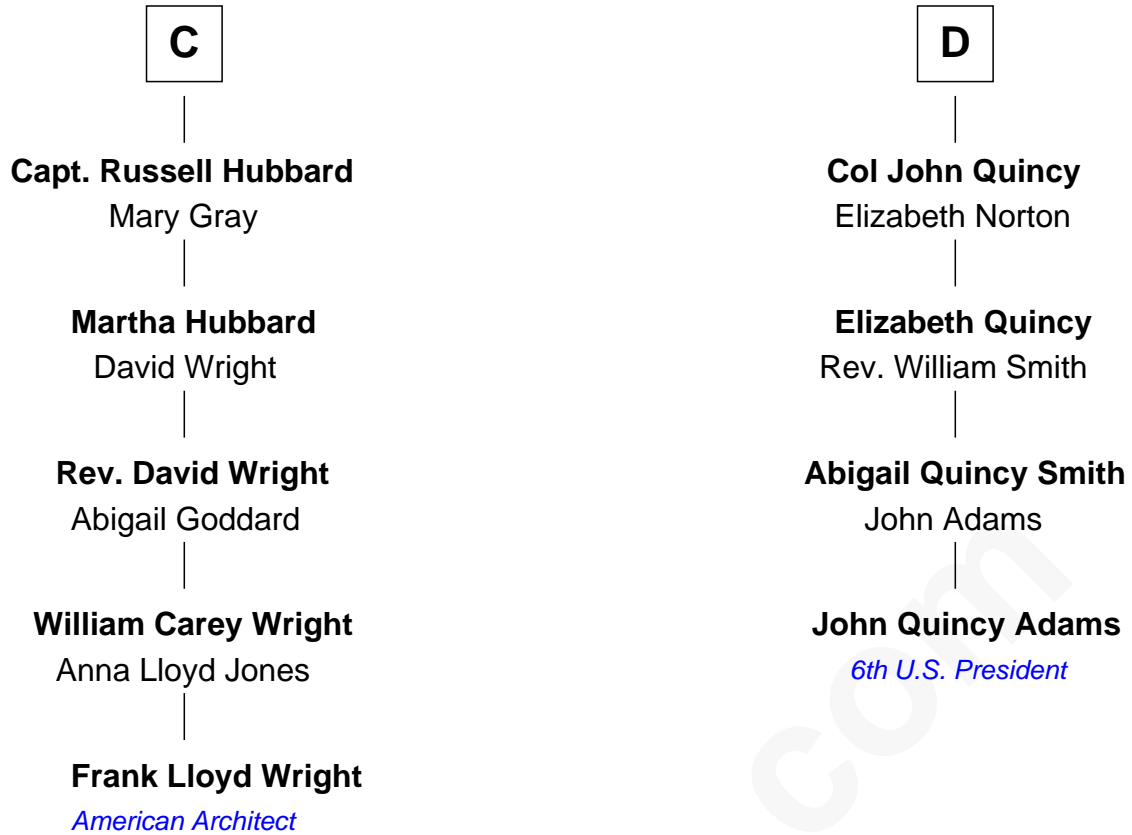 C
Capt. Russell Hubbard
Mary Gray
Martha Hubbard
David Wright
Rev. David Wright
Abigail Goddard
William Carey Wright
Anna Lloyd Jones
Frank Lloyd Wright
American Architect
D
Col John Quincy
Elizabeth Norton
Elizabeth Quincy
Rev. William Smith
Abigail Quincy Smith
John Adams
John Quincy Adams
6th U.S. President
com